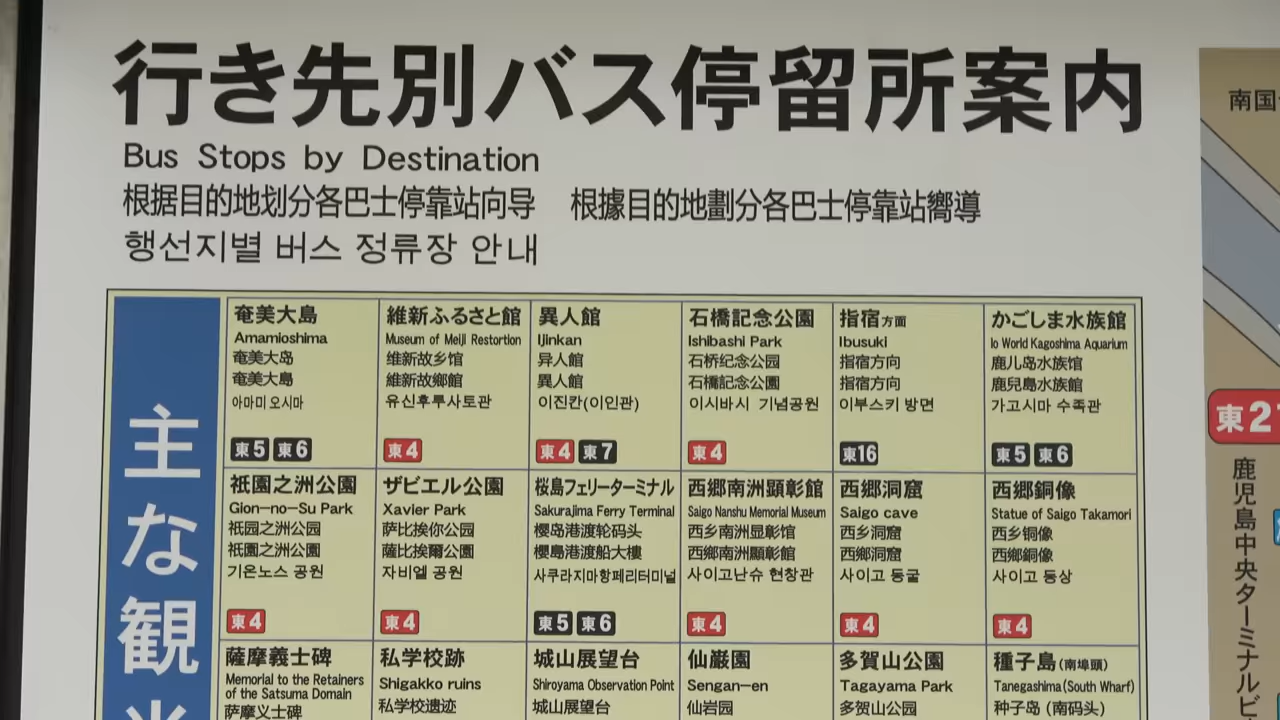 行き先別バス停留所案内
Bus Stops by Destination
根据目的地划分各巴士停靠站向导 根據目的地劃分各巴士停靠站嚮導
행선지별 버스 정류장 안내
主な観
奄美大島
Amamioshima
奄美大岛
奄美大島
아마미 오시마
東5 東6
維新ふるさと館
Museum of Meiji Restortion
维新故乡馆
維新故鄉館
유신후루사토관
東4
異人館
Ijinkan
异人馆
異人館
이진칸(이인관)
東4 東7
石橋記念公園
Ishibashi Park
石桥纪念公园
石橋記念公園
이시바시 기념공원
東4
指宿方面
Ibusuki
指宿方向
指宿方向
이부스키 방면
東16
かごしま水族館
Io World Kagoshima Aquarium
鹿儿岛水族馆
鹿兒島水族館
가고시마 수족관
東5 東6
祇園之洲公園
Gion-no-Su Park
祇园之洲公园
祇園之洲公園
기온노스 공원
東4
ザビエル公園
Xavier Park
萨比挨你公园
薩比挨爾公園
자비엘 공원
東4
桜島フェリーターミナル
Sakurajima Ferry Terminal
樱岛港渡轮码头
櫻島港渡船大樓
사쿠라지마항페리터미널
東5 東6
西郷南洲顕彰館
Saigo Nanshu Memorial Museum
西乡南洲显彰馆
西鄉南洲顯彰館
사이고난슈 현창관
東4
西郷洞窟
Saigo cave
西乡洞窟
西鄉洞窟
사이고 동굴
東4
西郷銅像
Statue of Saigo Takamori
西乡铜像
西鄉銅像
사이고 동상
東4
薩摩義士碑
Memorial to the Retainers
of the Satsuma Domain
萨摩义士碑
私学校跡
Shigakko ruins
私学校遗迹
城山展望台
Shiroyama Observation Point
城山展望台
仙巌園
Sengan-en
仙岩园
多賀山公園
Tagayama Park
多贺山公园
種子島(南埠頭)
Tanegashima(South Wharf)
种子岛(南码头)
南国
東2
鹿児島中央ターミナルビ